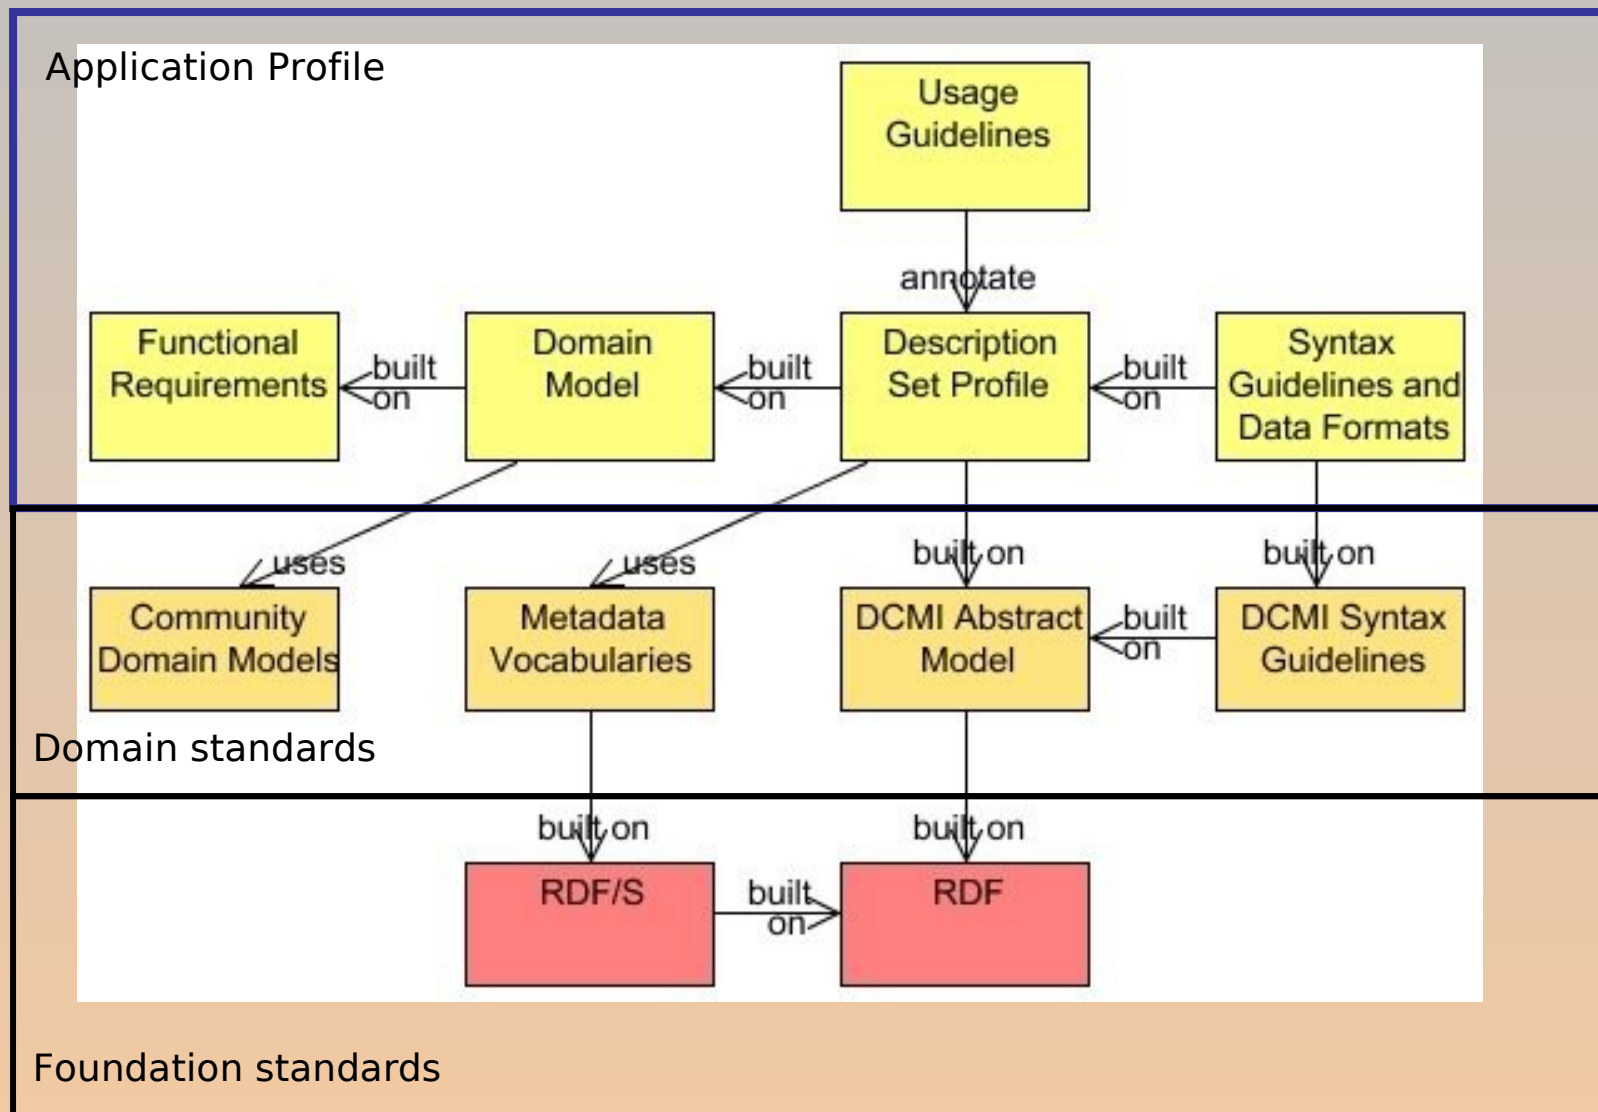 Application Profile
Usage
Guidelines
annotate
Functional
Requirements
built
on
Domain
Model
built
on
Description
Set Profile
built
on
Syntax
Guidelines and
Data Formats
uses
uses
built on
built on
Community
Domain Models
Metadata
Vocabularies
DCMI Abstract
Model
built
on
DCMI Syntax
Guidelines
Domain standards
built on
built on
RDF/S
built
on
RDF
Foundation standards